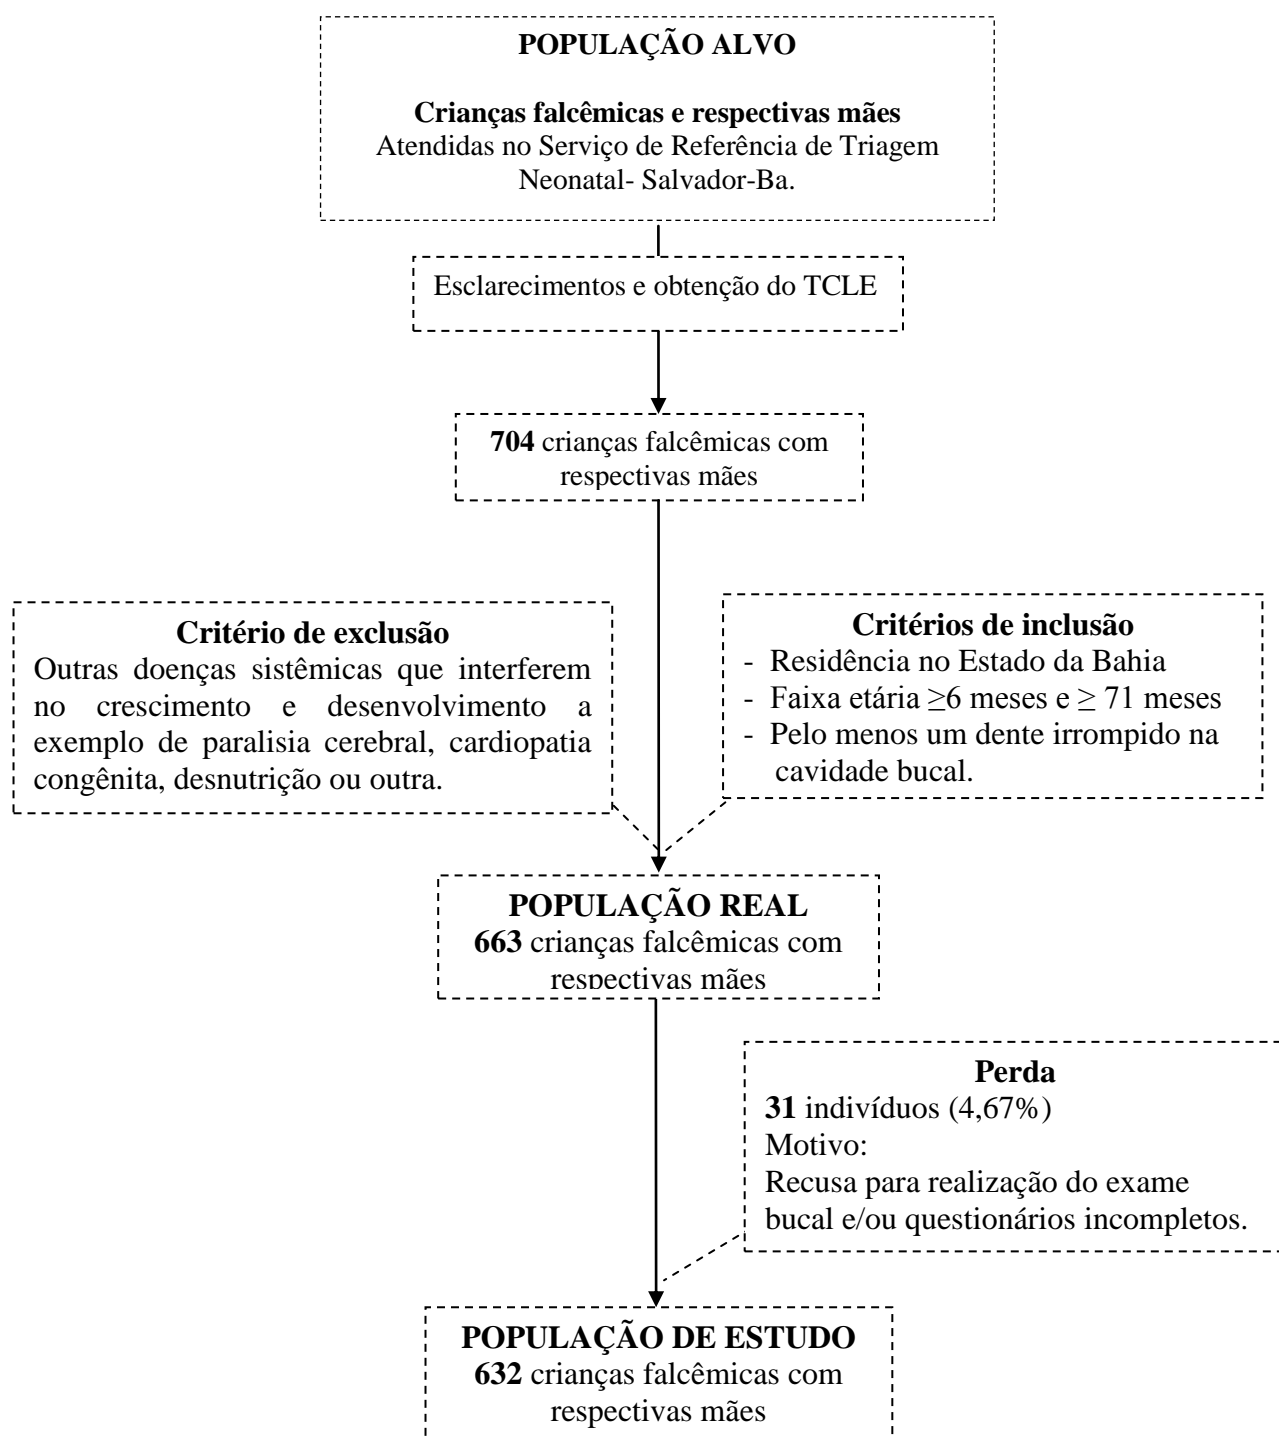 POPULAÇÃO ALVO
Crianças falcêmicas e respectivas mães
Atendidas no Serviço de Referência de Triagem
Neonatal- Salvador-Ba.
Esclarecimentos e obtenção do TCLE
704 crianças falcêmicas com
respectivas mães
Critério de exclusão
Outras doenças sistêmicas que interferem
no crescimento e desenvolvimento a
exemplo de paralisia cerebral, cardiopatia
congênita, desnutrição ou outra.
Critérios de inclusão
- Residência no Estado da Bahia
- Faixa etária ≥6 meses e ≥ 71 meses
- Pelo menos um dente irrompido na
cavidade bucal.
POPULAÇÃO REAL
663 crianças falcêmicas com
respectivas mães
Perda
31 indivíduos (4,67%)
Motivo:
Recusa para realização do exame
bucal e/ou questionários incompletos.
POPULAÇÃO DE ESTUDO
632 crianças falcêmicas com
respectivas mães